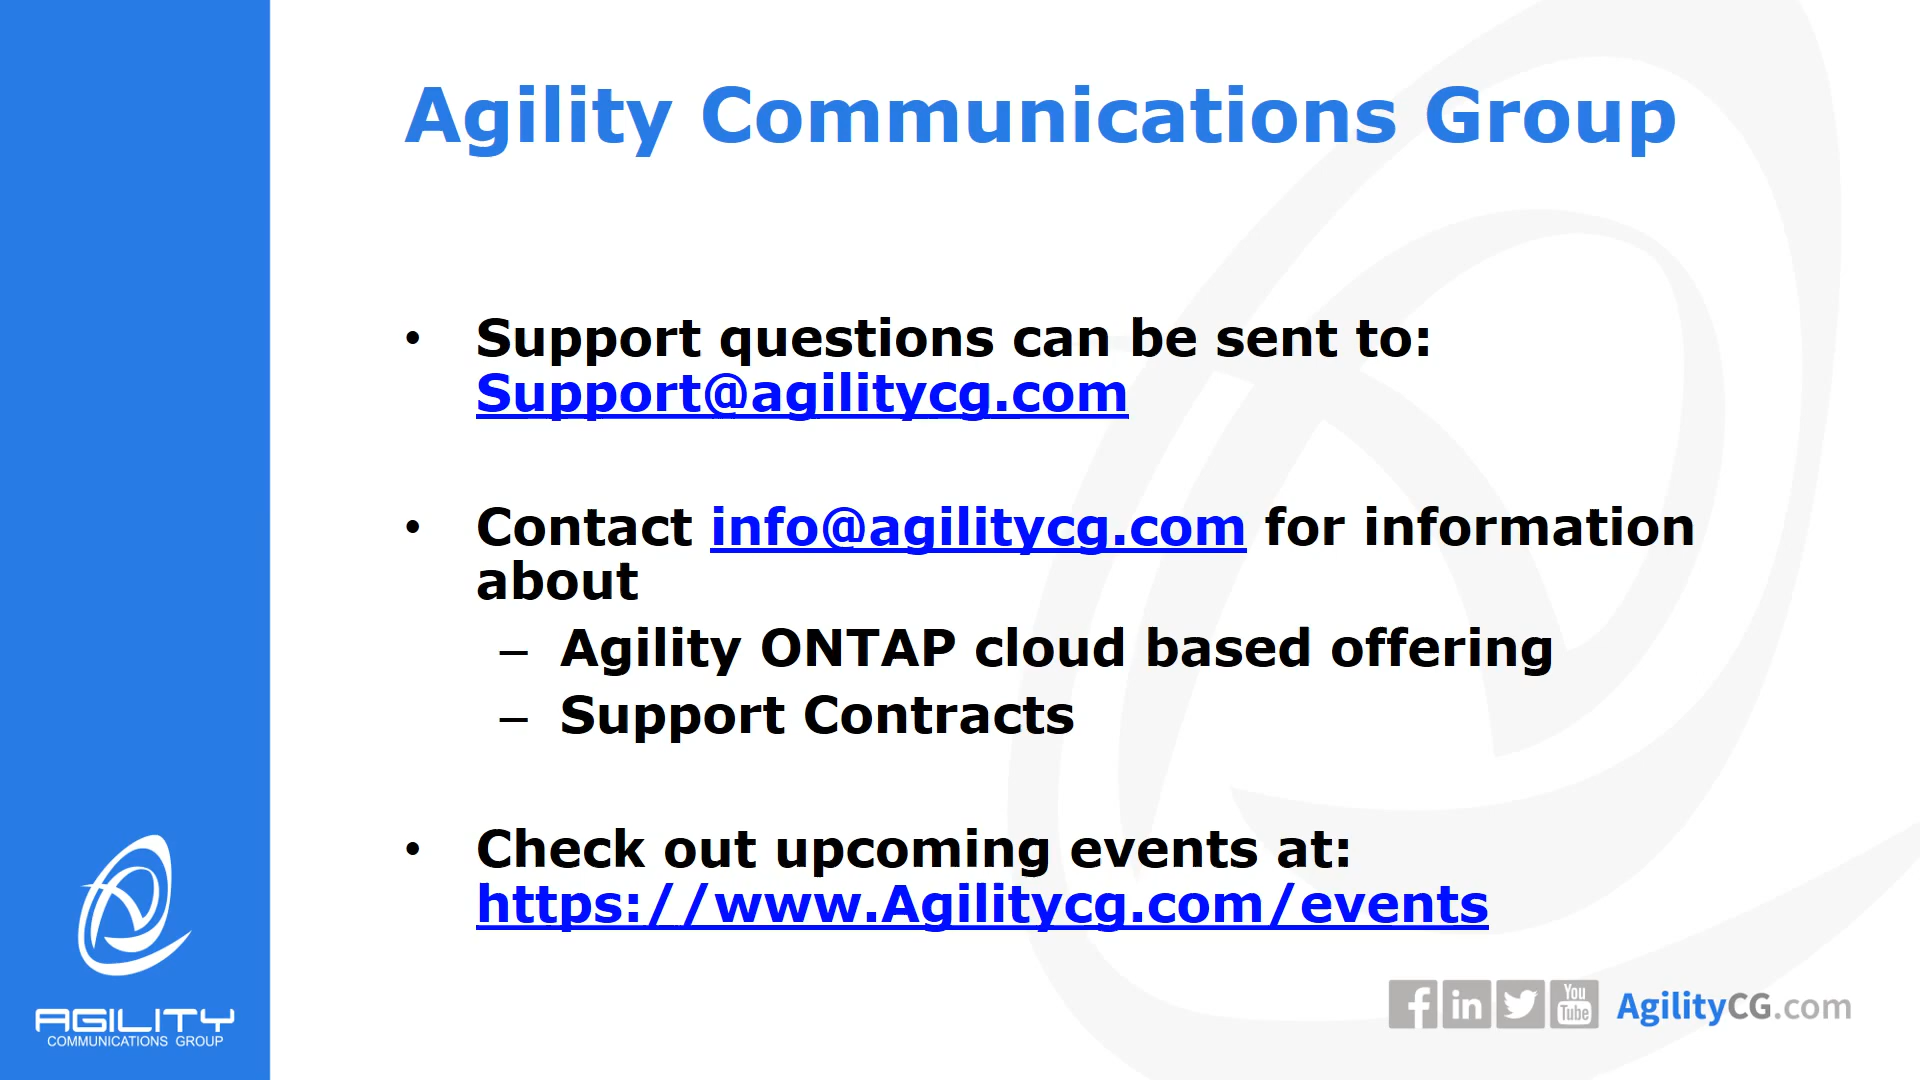 Agility Communications Group
• Support questions can be sent to:
Support@agilitycg.com
• Contact info@agilitycg.com for information
about
– Agility ONTAP cloud based offering
– Support Contracts
• Check out upcoming events at:
https://www.Agilitycg.com/events
AGILITY
COMMUNICATIONS GROUP
f in You
Tube AgilityCG.com